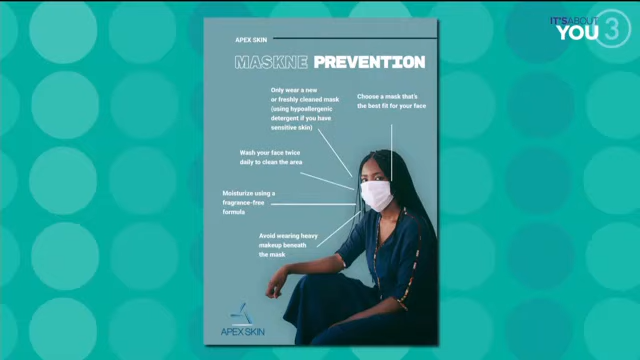 IT'S ABOUT
YOU 3
APEX SKIN
MASKNE PREVENTION
Only wear a new
or freshly cleaned mask
(using hypoallergenic
detergent if you have
sensitive skin)
Choose a mask that's
the best fit for your face
Wash your face twice
daily to clean the area
Moisturize using a
fragrance-free
formula
Avoid wearing heavy
makeup beneath
the mask
APEX SKIN